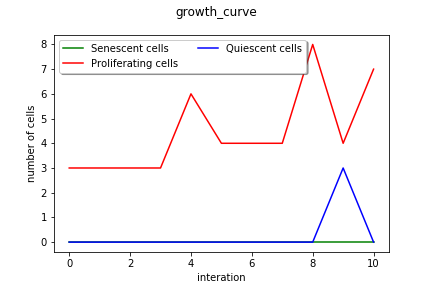 growth_curve
Senescent cells
Quiescent cells
Proliferating cells
number of cells
8
7
6
5
4
3
2
1
0
0 2 4 6 8 10
interation